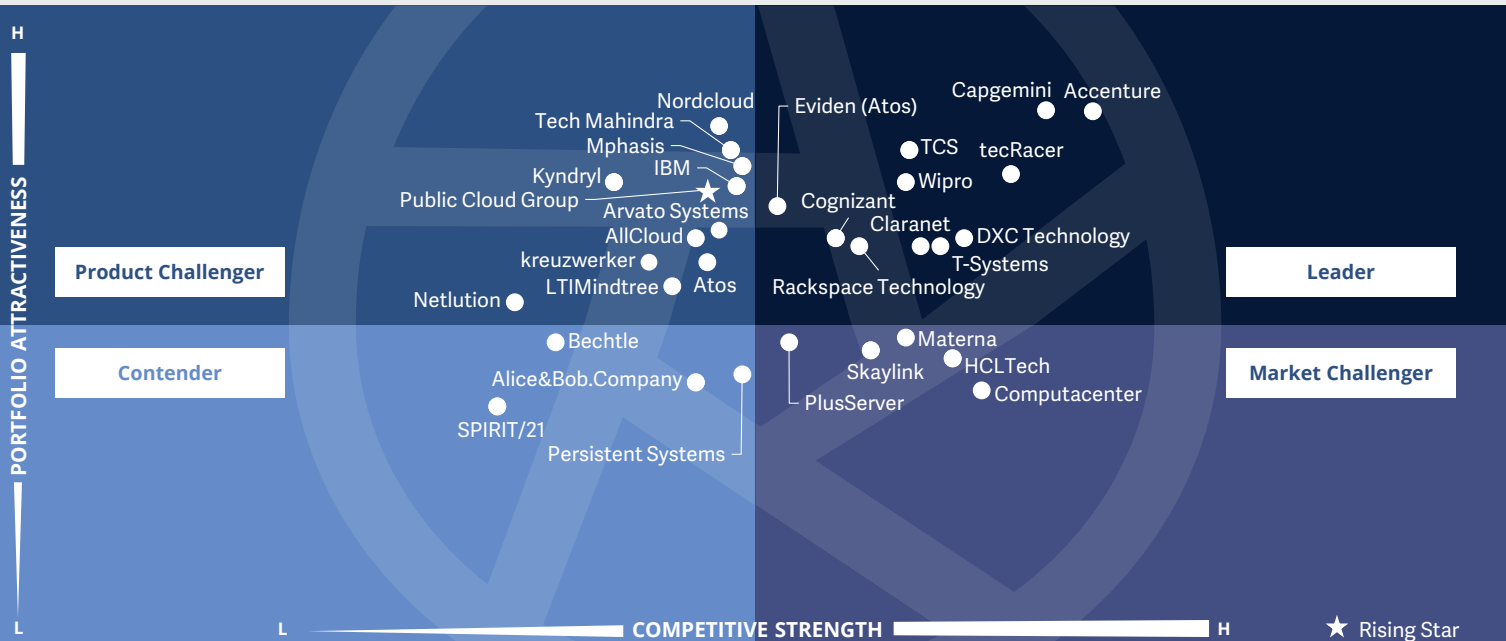 H
Nordcloud
Capgemini
Accenture
Eviden (Atos)
Tech Mahindra
Mphasis
TCS
tecRacer
IBM
Kyndryl
Wipro
Public Cloud Group
Cognizant
Arvato Systems
Claranet
AllCloud
DXC Technology
kreuzwerker
T-Systems
Product Challenger
Leader
LTIMindtree
Atos
Rackspace Technology
Netlution
PORTFOLIO ATTRACTIVENESS
Bechtle
Materna
Contender
Skaylink
HCLTech
Market Challenger
Alice&Bob.Company
Computacenter
PlusServer
SPIRIT/21
Persistent Systems
L
L
COMPETITIVE STRENGTH
H
Rising Star